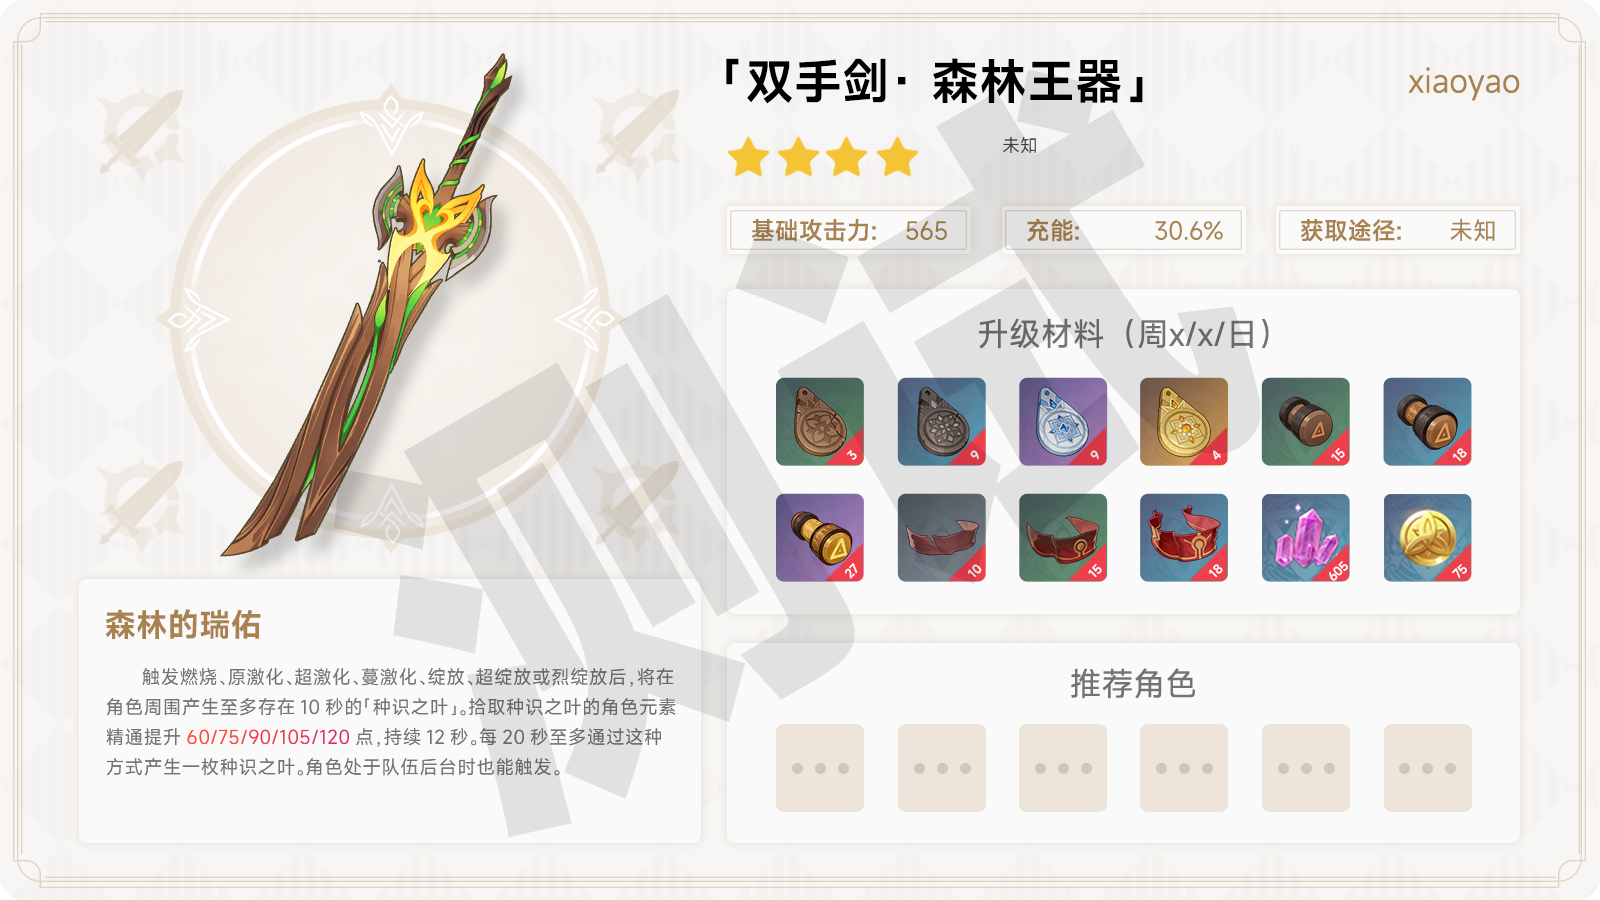 「双手剑· 森林王器」
xiaoyao
未知
基础攻击力: 565
充能: 30.6%
获取途径: 未知
升级材料（周x/x/日）
3 9 9 4 15 18
27 10 15 18 605 75
森林的瑞佑
触发燃烧、原激化、超激化、蔓激化、绽放、超绽放或烈绽放后,将在
角色周围产生至多存在 10 秒的「种识之叶」。拾取种识之叶的角色元素
精通提升 60/75/90/105/120 点,持续 12 秒。每 20 秒至多通过这种
方式产生一枚种识之叶。角色处于队伍后台时也能触发。
推荐角色
测试